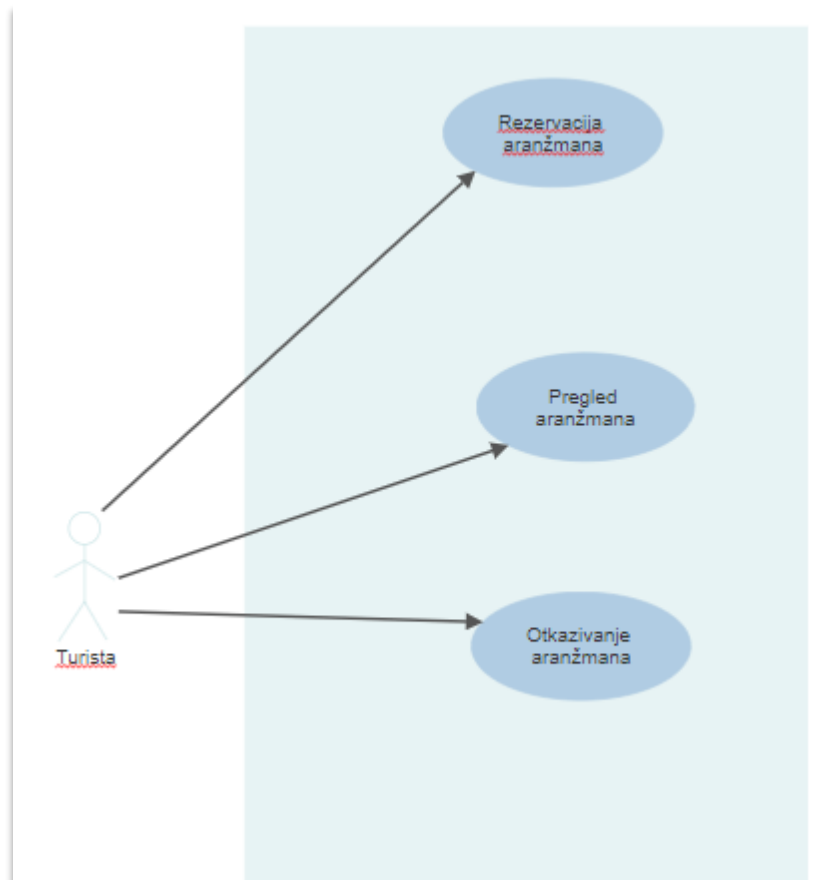 Rezervacija
aranžmana
Pregled
aranžmana
Otkazivanje
aranžmana
Turista